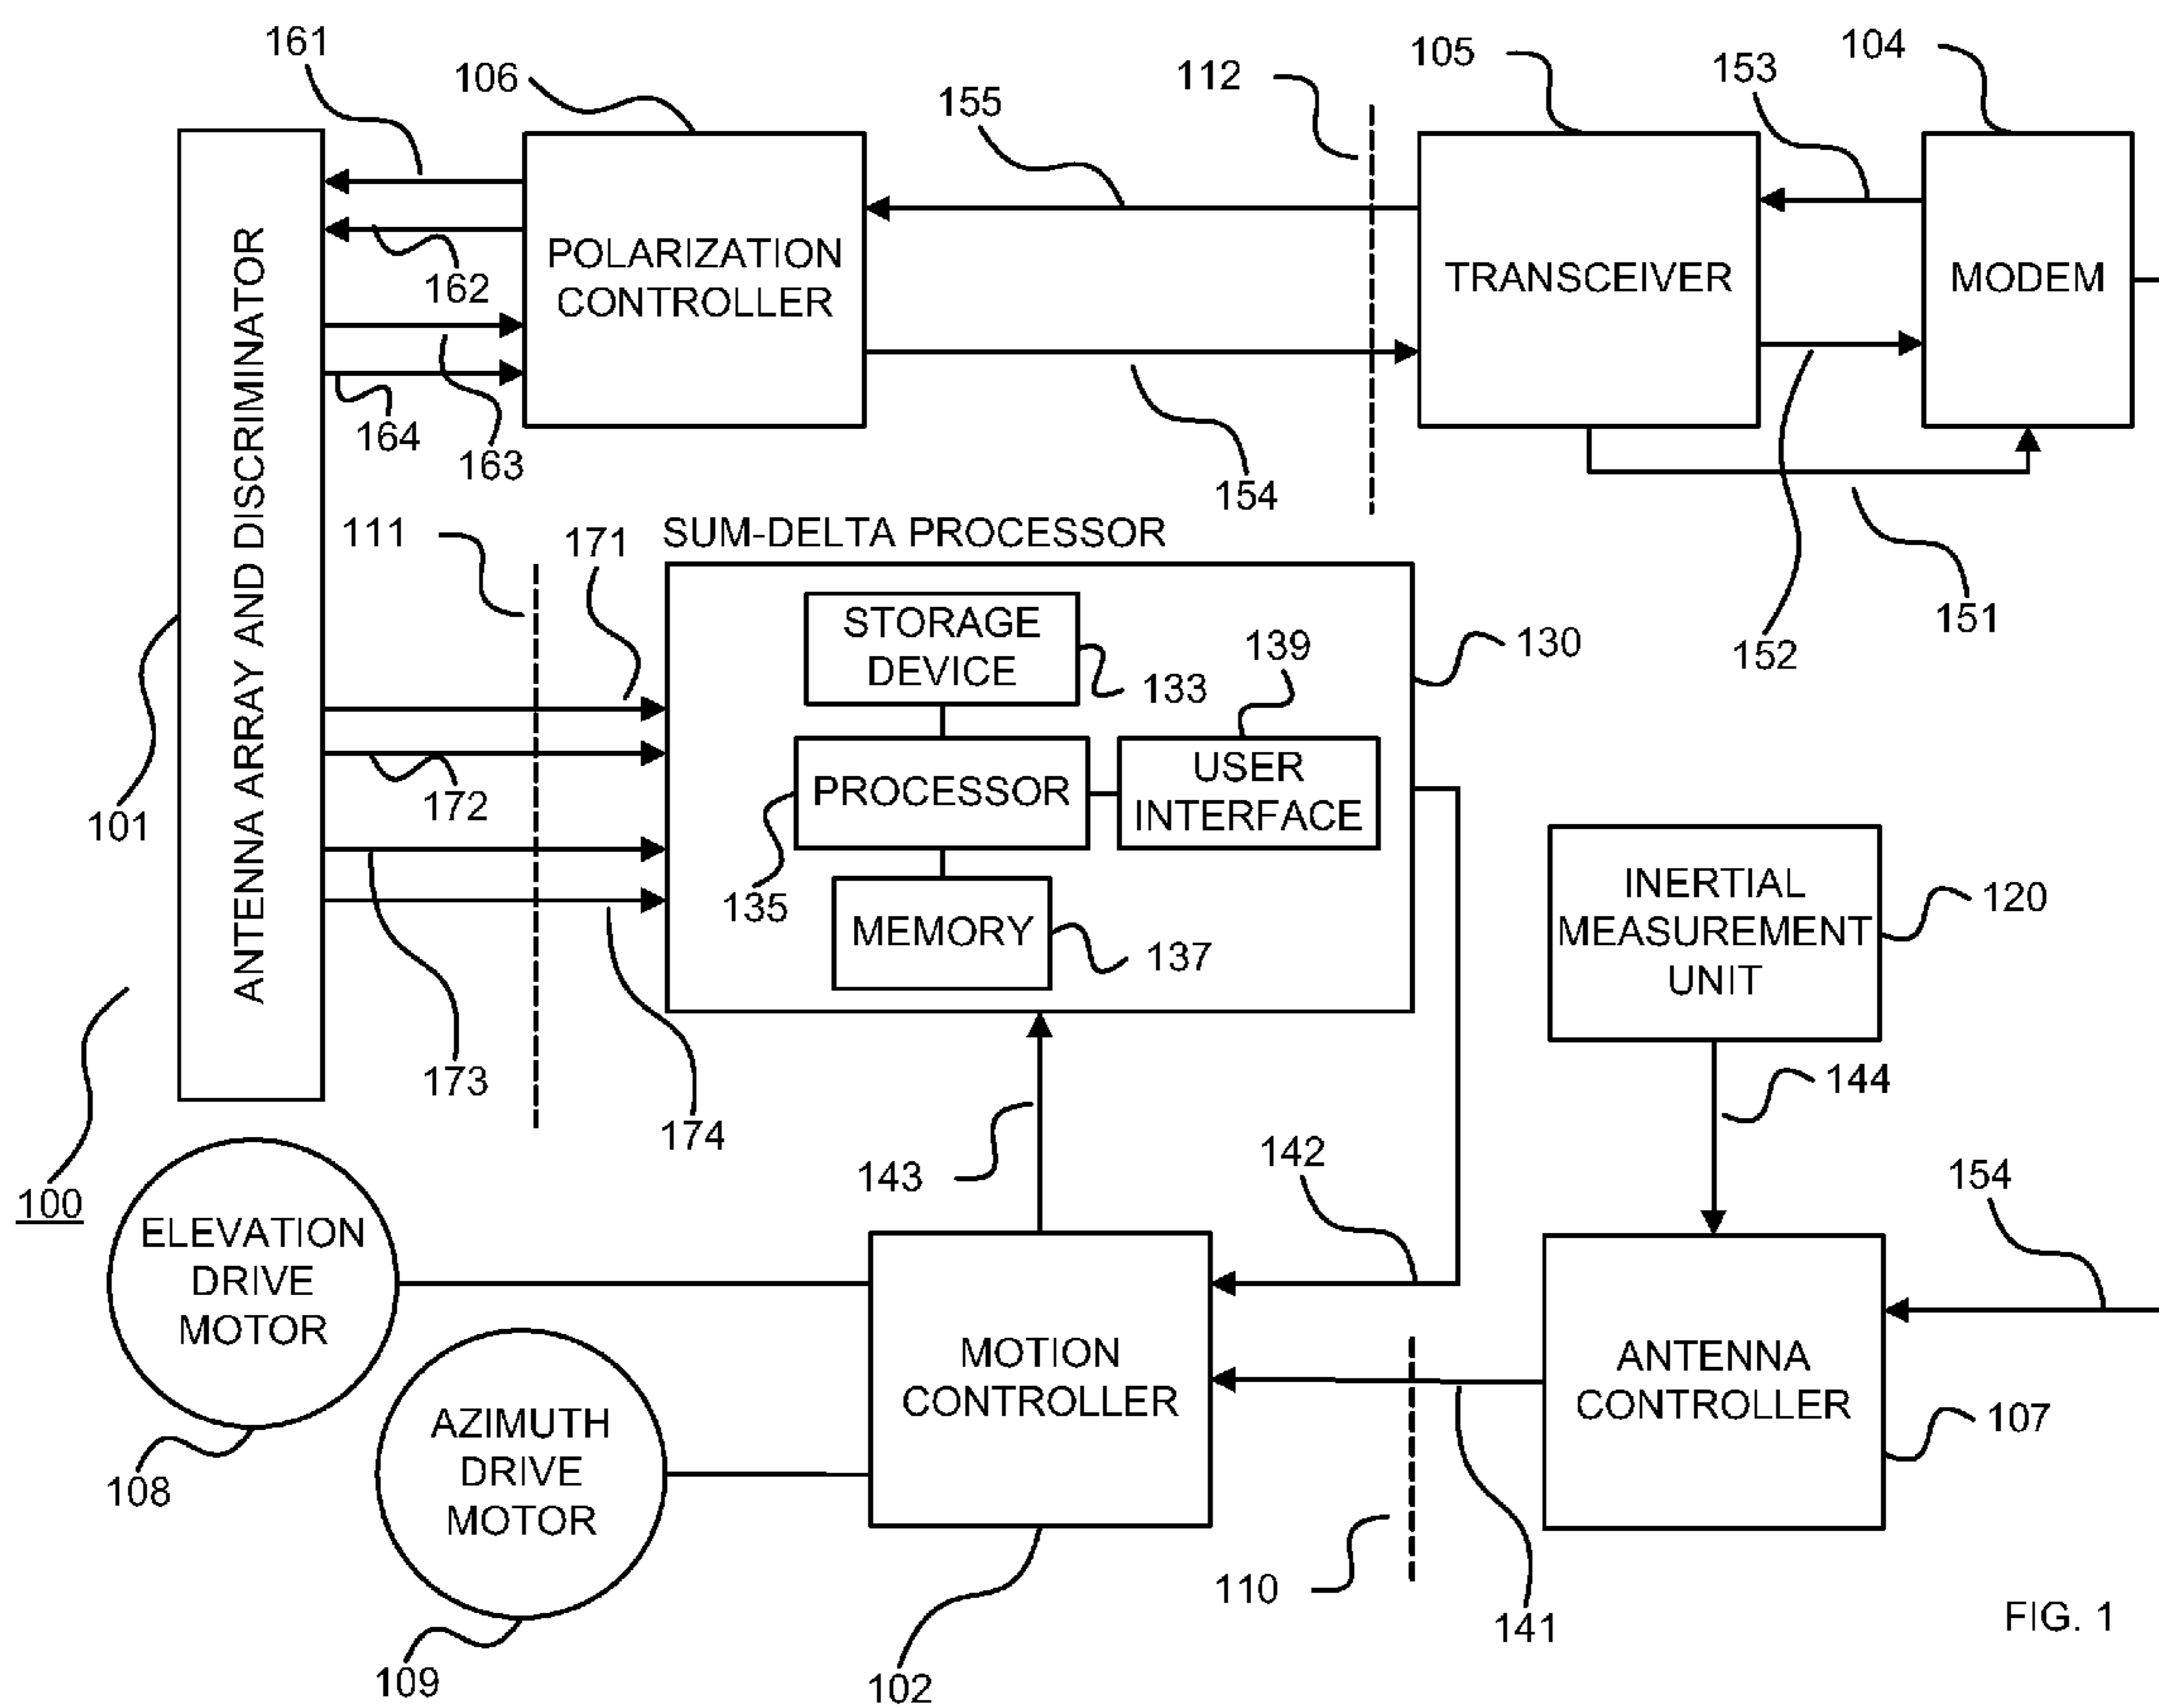 161
106
155
112
105
153
104
POLARIZATION
CONTROLLER
TRANSCEIVER
MODEM
162
164
163
154
151
152
ANTENNA ARRAY AND DISCRIMINATOR
101
100
111
171
172
173
174
SUM-DELTA PROCESSOR
130
STORAGE
DEVICE
133
139
PROCESSOR
135
USER
INTERFACE
MEMORY
137
INERTIAL
MEASUREMENT
UNIT
120
144
143
142
154
ELEVATION
DRIVE
MOTOR
108
AZIMUTH
DRIVE
MOTOR
109
MOTION
CONTROLLER
102
110
141
ANTENNA
CONTROLLER
107
FIG. 1